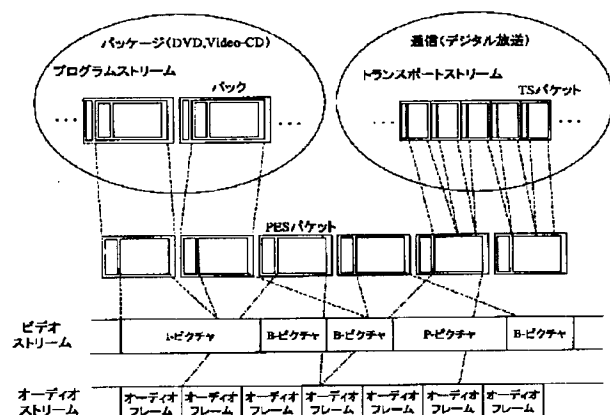 パッケージ(DVD,Video-CD)
プログラムストリーム
パック
通信(デジタル放送)
トランスポートストリーム
TSパケット
PESパケット
ビデオ
ストリーム
I-ピクチャ
B-ピクチャ
B-ピクチャ
P-ピクチャ
B-ピクチャ
オーディオ
ストリーム
オーディオ
フレーム
オーディオ
フレーム
オーディオ
フレーム
オーディオ
フレーム
オーディオ
フレーム
オーディオ
フレーム
オーディオ
フレーム